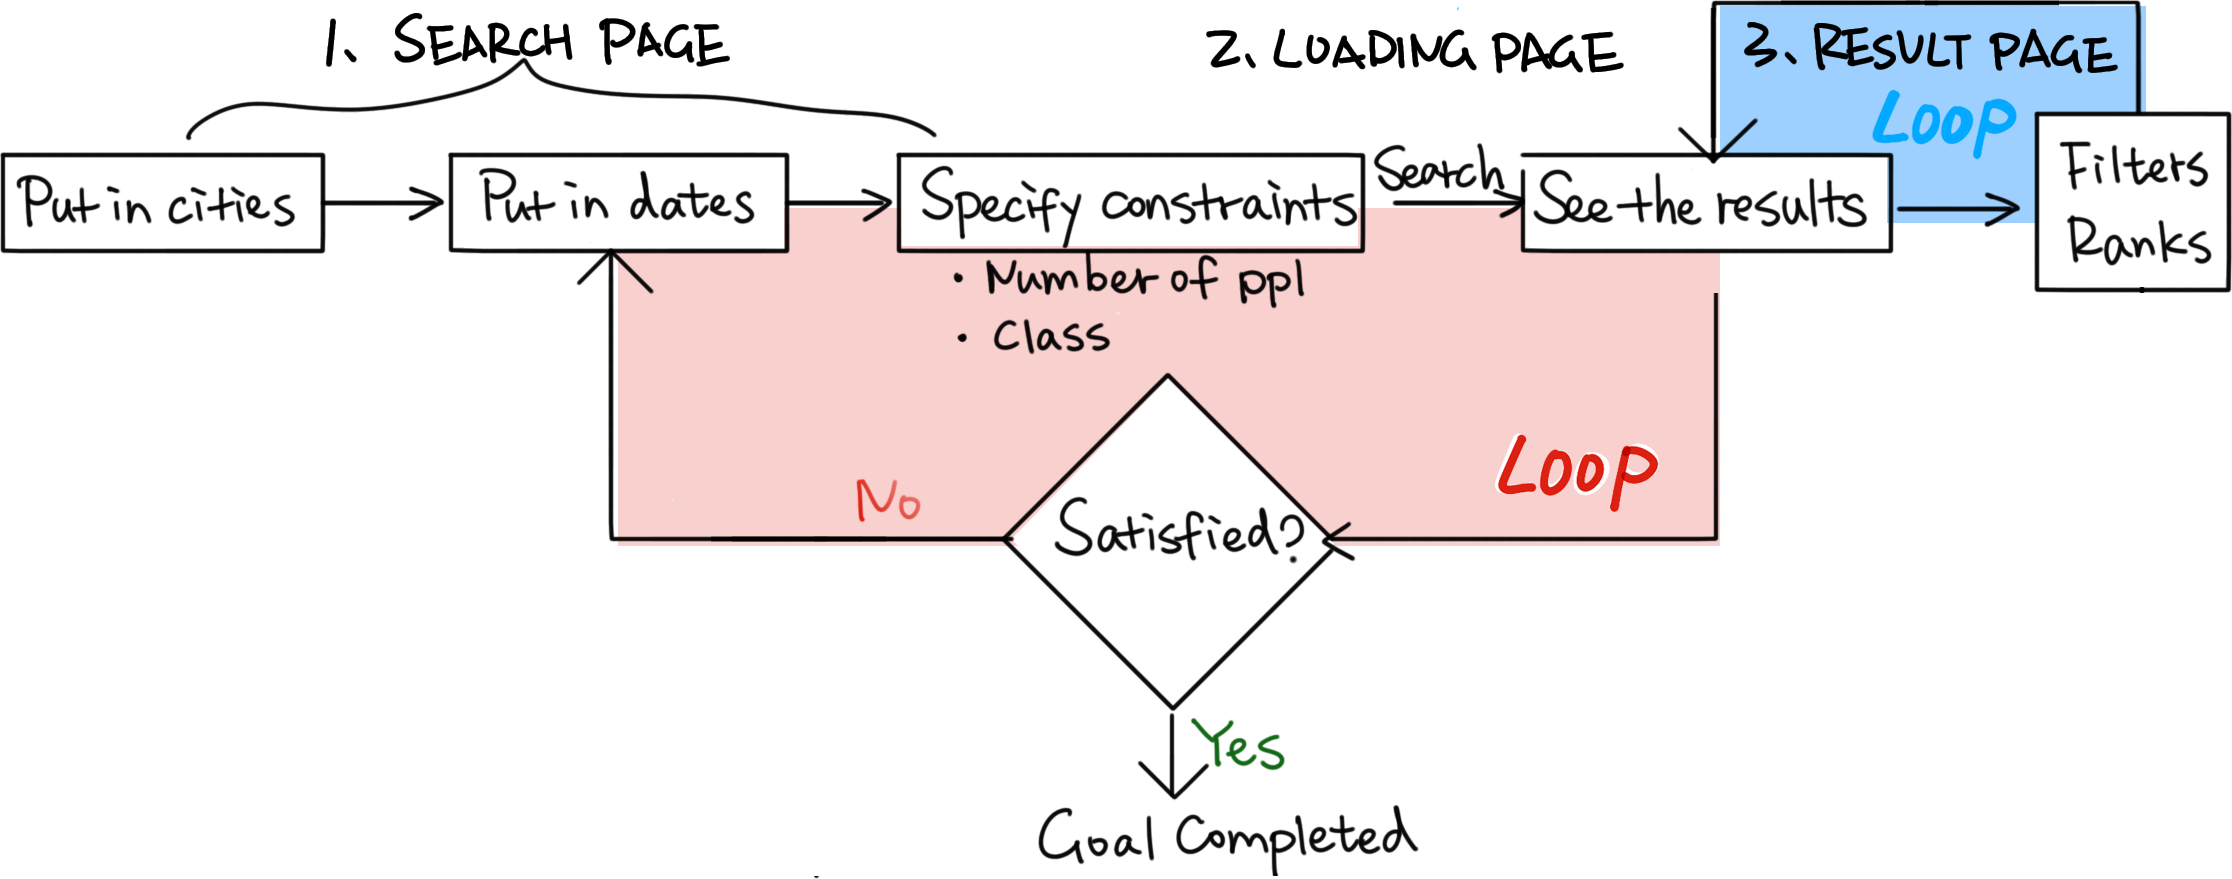 1. SEARCH PAGE
2. LOADING PAGE
3. RESULT PAGE
LOOP
Put in cities
Put in dates
Specify constraints
Search
See the results
Filters
Ranks
• Number of ppl
• Class
LOOP
No
Satisfied?
Yes
Goal Completed